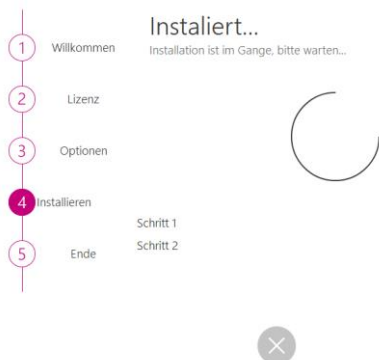 Instaliert...
Installation ist im Gange, bitte warten...
1 Willkommen
2 Lizenz
3 Optionen
4 Installieren
5 Ende
Schritt 1
Schritt 2